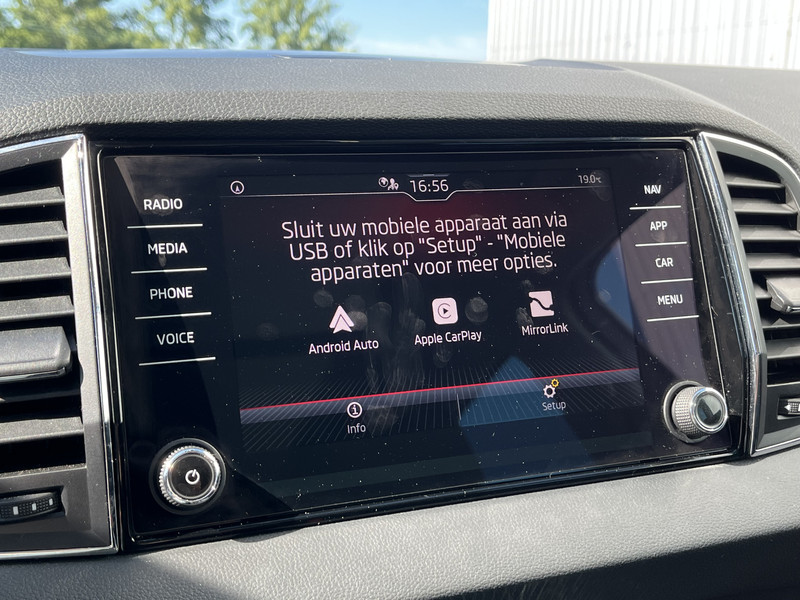 RADIO
MEDIA
PHONE
VOICE
16:56
19.0°C
Sluit uw mobiele apparaat aan via
USB of klik op "Setup" - "Mobiele
apparaten" voor meer opties.
Android Auto
Apple CarPlay
MirrorLink
Info
Setup
NAV
APP
CAR
MENU